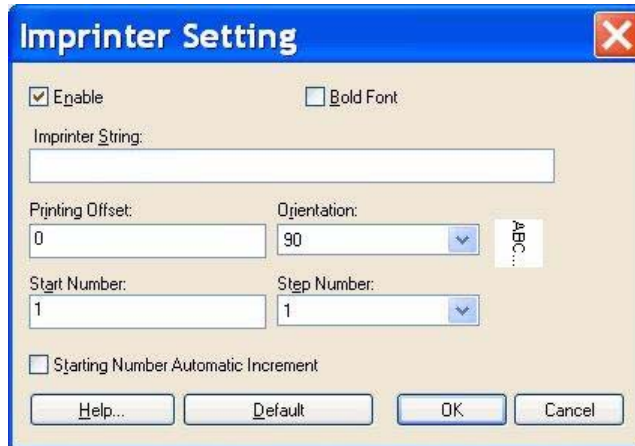 Imprinter Setting
Enable Bold Font
Imprinter String:
Printing Offset: Orientation:
0 90
ABC...
Start Number: Step Number:
1 1
Starting Number Automatic Increment
Help... Default OK Cancel